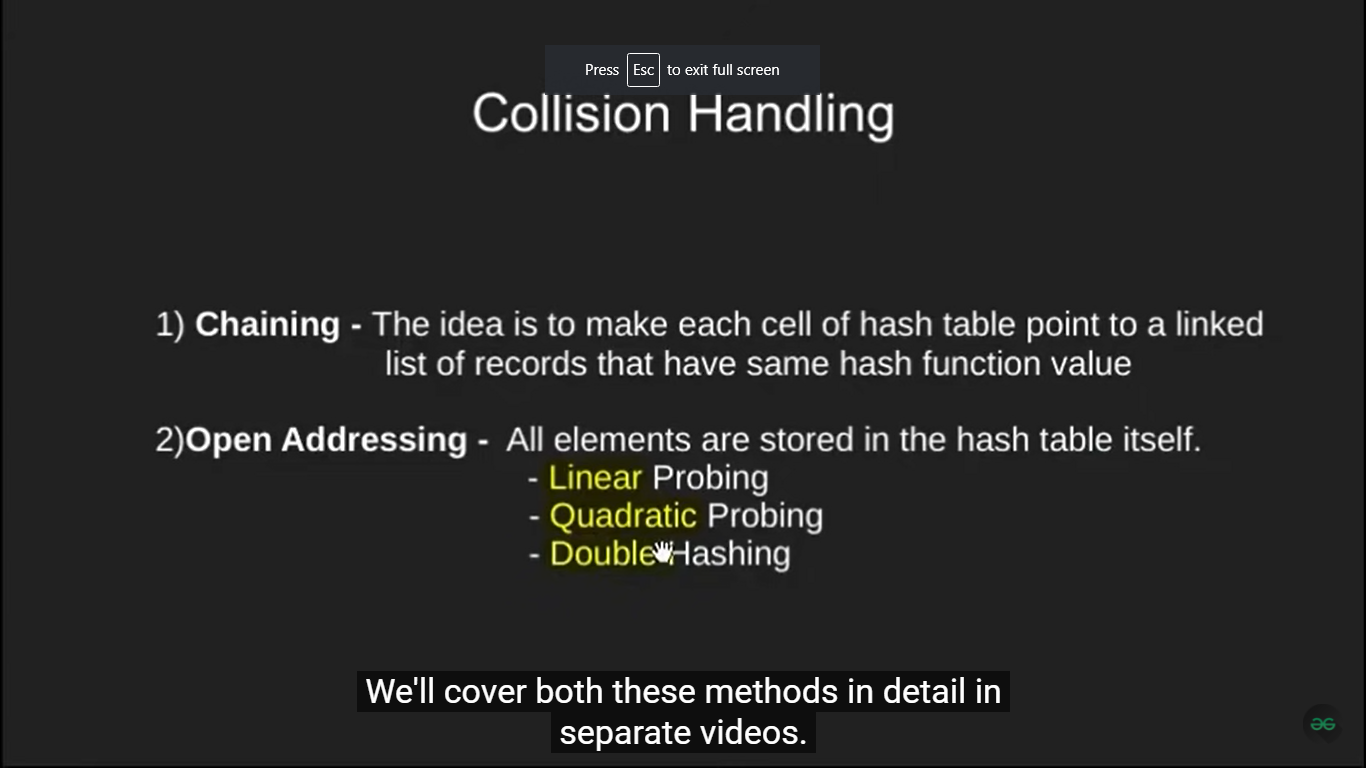 Press Esc to exit full screen
Collision Handling
1) Chaining - The idea is to make each cell of hash table point to a linked
list of records that have same hash function value
2)Open Addressing - All elements are stored in the hash table itself.
- Linear Probing
- Quadratic Probing
- Double Hashing
We'll cover both these methods in detail in
separate videos.